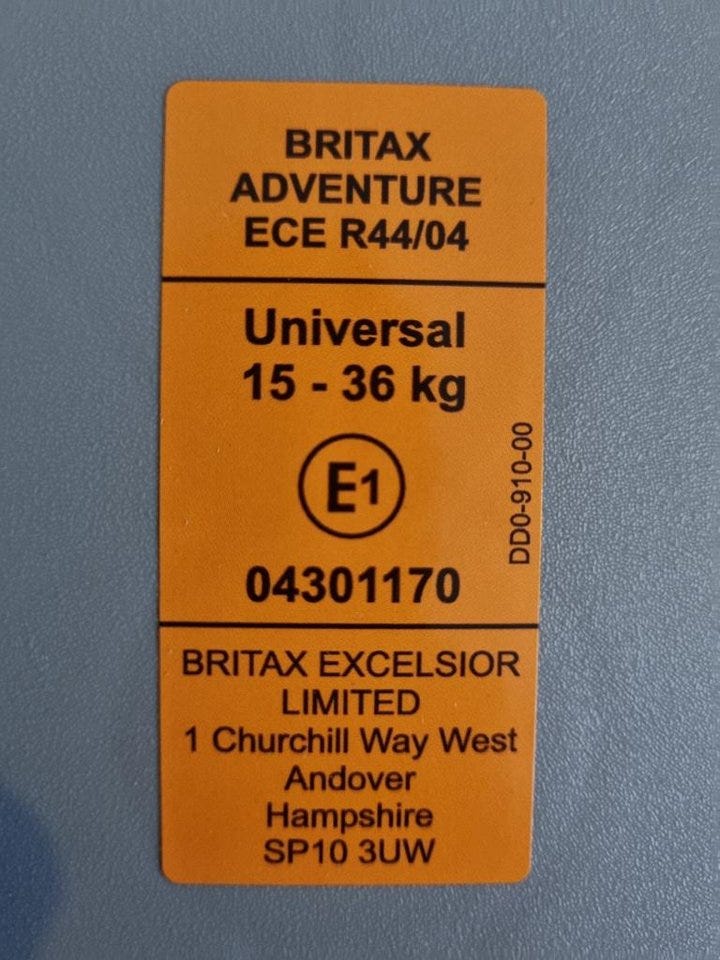 BRITAX
ADVENTURE
ECE R44/04
Universal
15 - 36 kg
E1
04301170
DD0-910-00
BRITAX EXCELSIOR
LIMITED
1 Churchill Way West
Andover
Hampshire
SP10 3UW